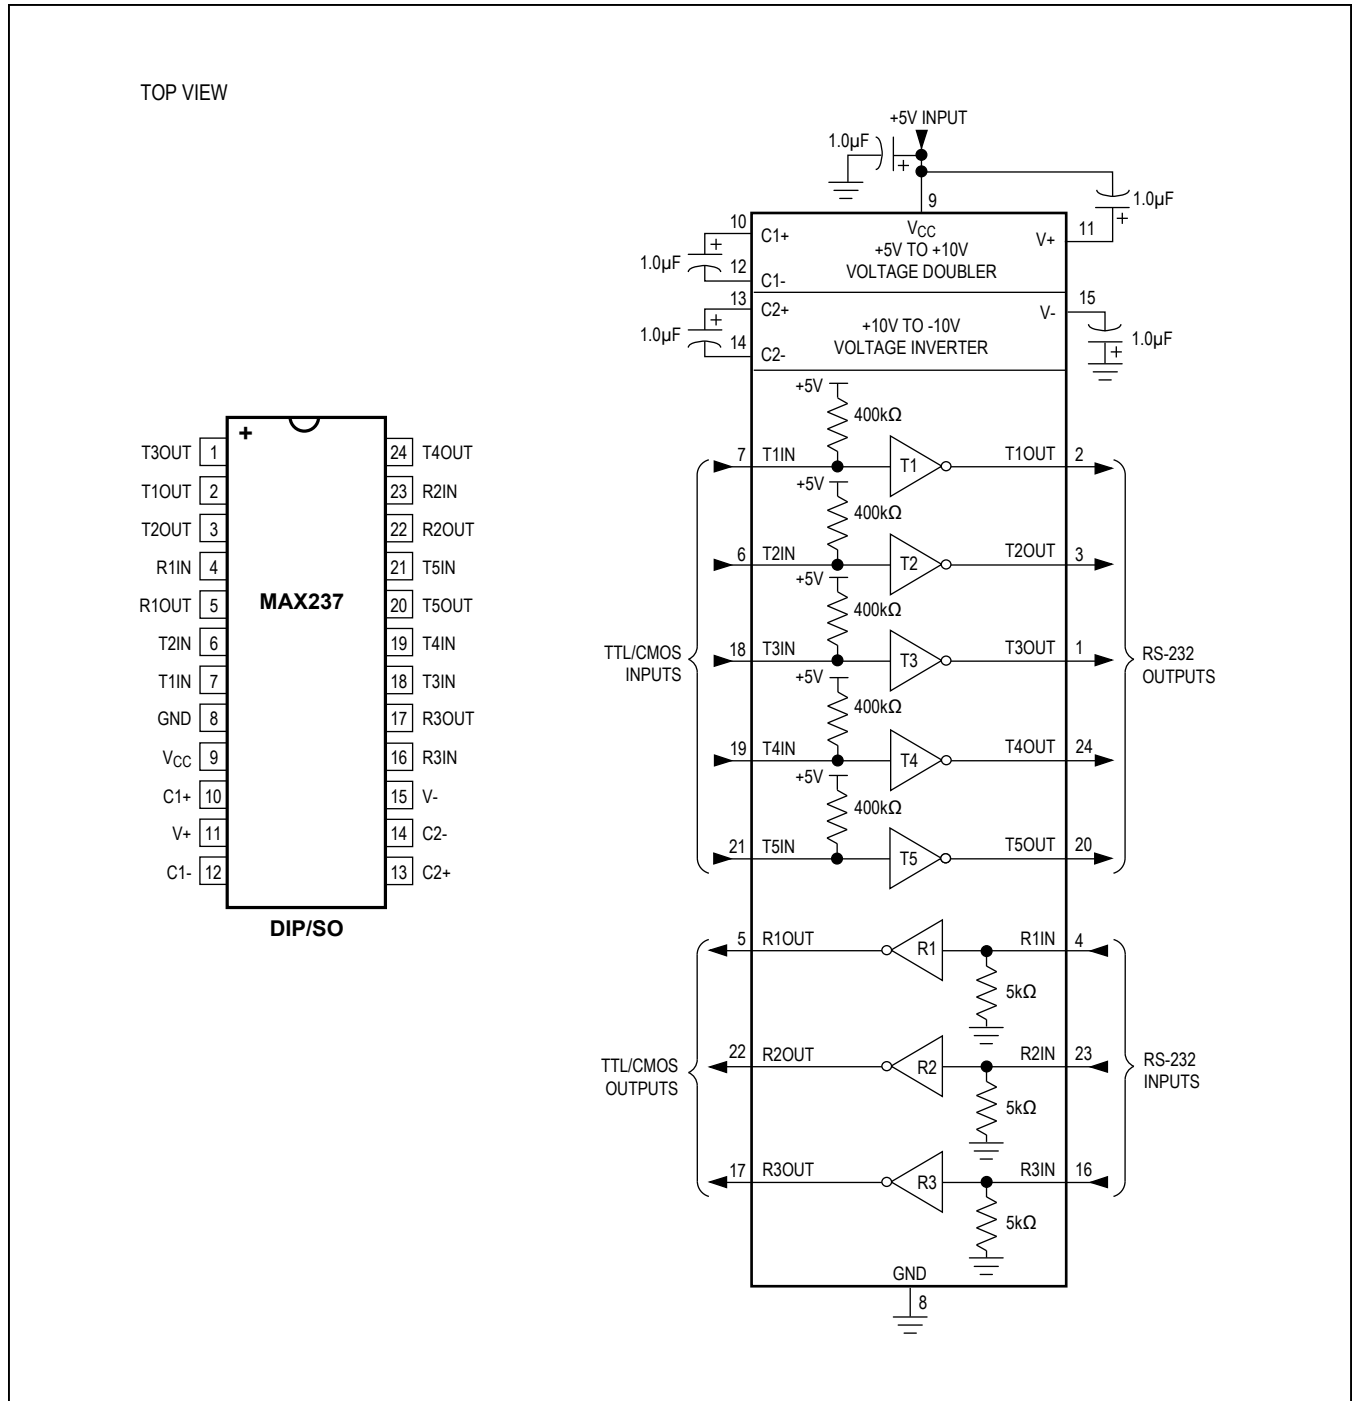 TOP VIEW
+
MAX237
T3OUT 1
T1OUT 2
T2OUT 3
R1IN 4
R1OUT 5
T2IN 6
T1IN 7
GND 8
VCC 9
C1+ 10
V+ 11
C1- 12
24 T4OUT
23 R2IN
22 R2OUT
21 T5IN
20 T5OUT
19 T4IN
18 T3IN
17 R3OUT
16 R3IN
15 V-
14 C2-
13 C2+
DIP/SO
+5V INPUT
1.0µF
+
9
1.0µF
+
VCC
+5V TO +10V
VOLTAGE DOUBLER
10 C1+
1.0µF +
12 C1-
V+ 11
13 C2+
1.0µF +
14 C2-
+10V TO -10V
VOLTAGE INVERTER
V- 15
1.0µF
+
+5V
400kΩ
7 T1IN T1 T1OUT 2
+5V
400kΩ
6 T2IN T2 T2OUT 3
+5V
400kΩ
18 T3IN T3 T3OUT 1
+5V
400kΩ
19 T4IN T4 T4OUT 24
+5V
400kΩ
21 T5IN T5 T5OUT 20
TTL/CMOS
INPUTS
RS-232
OUTPUTS
5 R1OUT R1 R1IN 4
5kΩ
22 R2OUT R2 R2IN 23
5kΩ
17 R3OUT R3 R3IN 16
5kΩ
TTL/CMOS
OUTPUTS
RS-232
INPUTS
GND
8